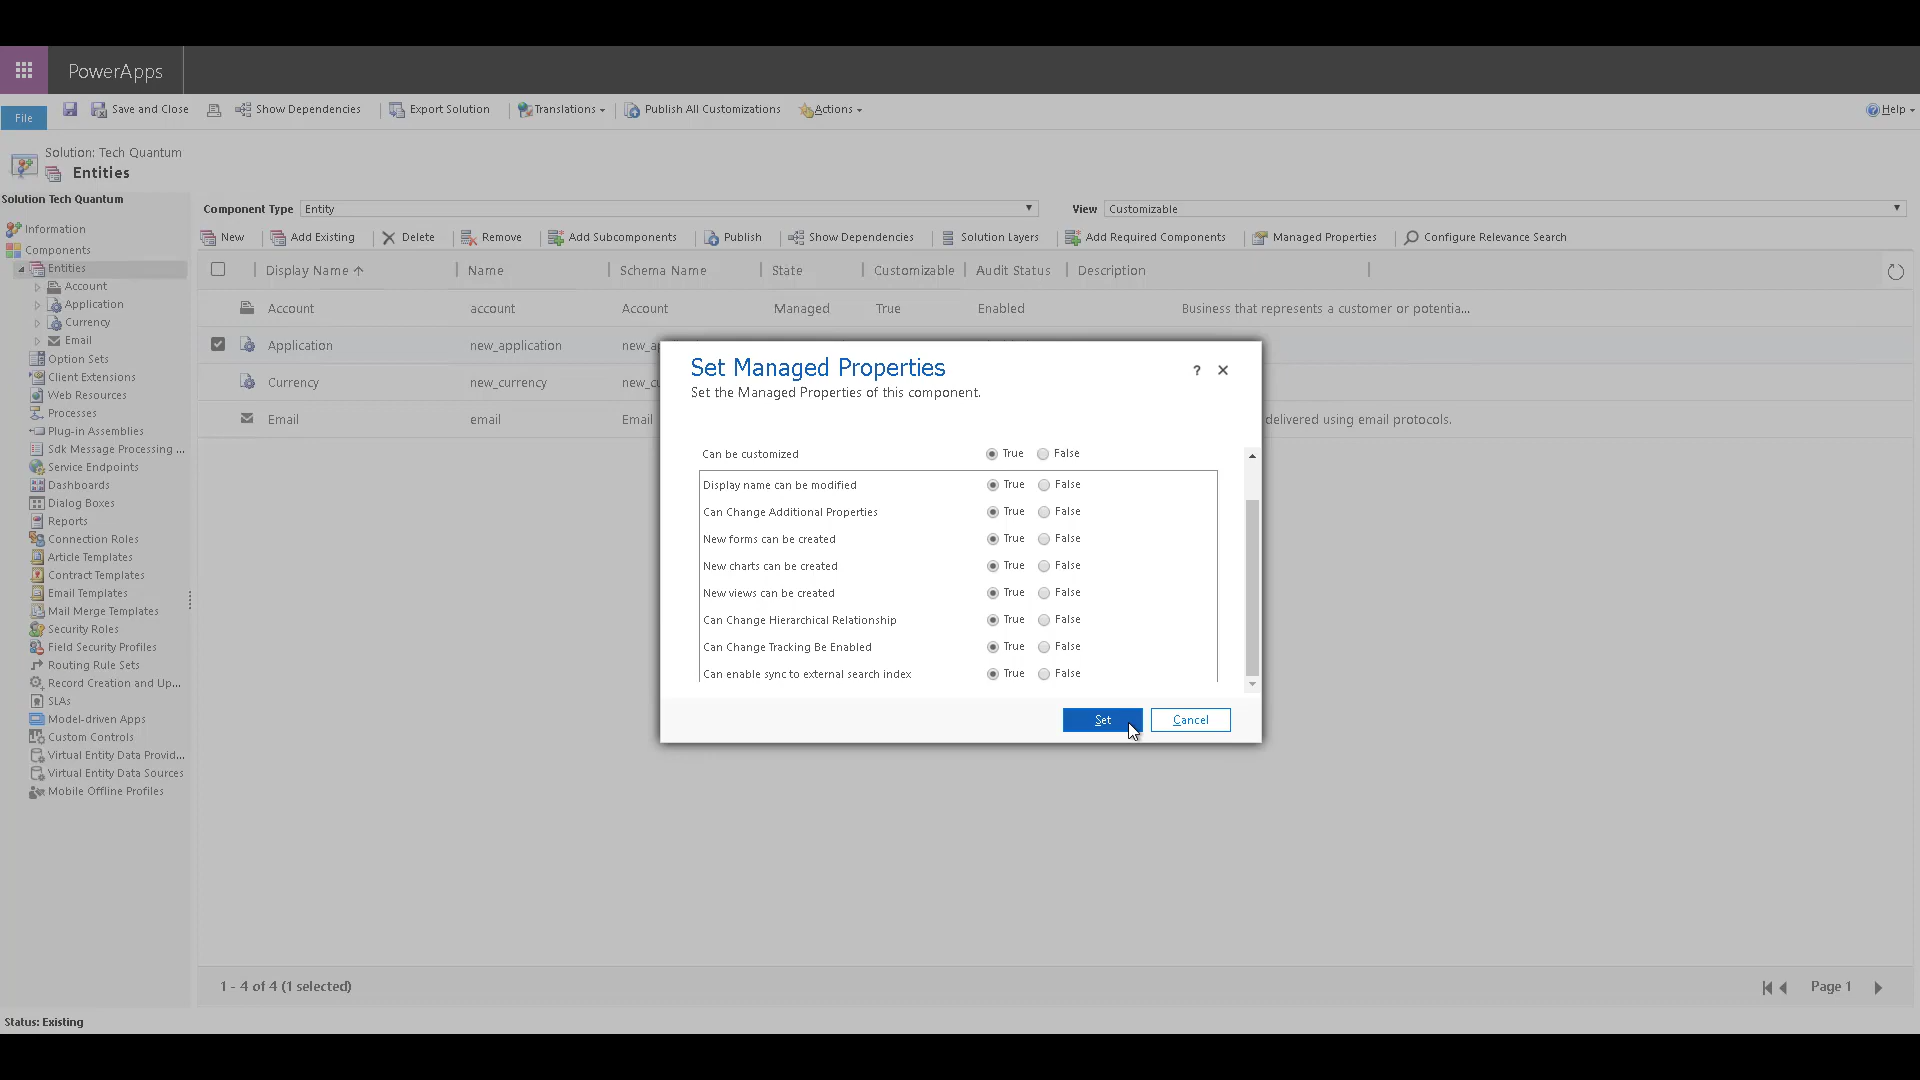 PowerApps
File
Save and Close
Show Dependencies
Export Solution
Translations
Publish All Customizations
Actions
Help
Solution: Tech Quantum
Entities
Solution Tech Quantum
Component Type
Entity
View
Customizable
Information
Components
Entities
Account
Application
Currency
Email
Option Sets
Client Extensions
Web Resources
Processes
Plug-in Assemblies
Sdk Message Processing ...
Service Endpoints
Dashboards
Dialog Boxes
Reports
Connection Roles
Article Templates
Contract Templates
Email Templates
Mail Merge Templates
Security Roles
Field Security Profiles
Routing Rule Sets
Record Creation and Up...
SLAs
Model-driven Apps
Custom Controls
Virtual Entity Data Provid...
Virtual Entity Data Sources
Mobile Offline Profiles
New
Add Existing
Delete
Remove
Add Subcomponents
Publish
Show Dependencies
Solution Layers
Add Required Components
Managed Properties
Configure Relevance Search
Display Name
Name
Schema Name
State
Customizable
Audit Status
Description
Account account Account Managed True Enabled Business that represents a customer or potentia...
Application new_application new_ap
Currency new_currency new_cu
Email email Email delivered using email protocols.
Set Managed Properties
?
Set the Managed Properties of this component.
Can be customized True False
Display name can be modified True False
Can Change Additional Properties True False
New forms can be created True False
New charts can be created True False
New views can be created True False
Can Change Hierarchical Relationship True False
Can Change Tracking Be Enabled True False
Can enable sync to external search index True False
Set
Cancel
1 - 4 of 4 (1 selected)
Page 1
Status: Existing